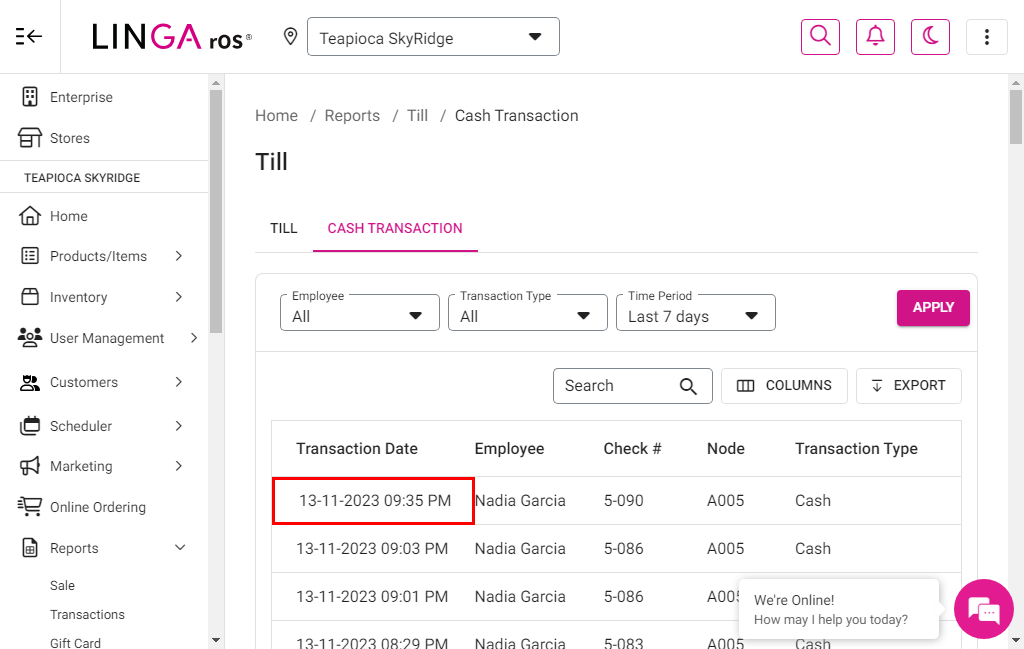 LINGA ros®
Teapioca SkyRidge
Enterprise
Stores
TEAPIOCA SKYRIDGE
Home
Products/Items
Inventory
User Management
Customers
Scheduler
Marketing
Online Ordering
Reports
Sale
Transactions
Gift Card
Home / Reports / Till / Cash Transaction
Till
TILL CASH TRANSACTION
Employee Transaction Type Time Period
All All Last 7 days APPLY
Search COLUMNS EXPORT
Transaction Date Employee Check # Node Transaction Type
13-11-2023 09:35 PM Nadia Garcia 5-090 A005 Cash
13-11-2023 09:03 PM Nadia Garcia 5-086 A005 Cash
13-11-2023 09:01 PM Nadia Garcia 5-086 A005
13-11-2023 08:29 PM Nadia Garcia 5-083 A005 Cash
We're Online!
How may I help you today?